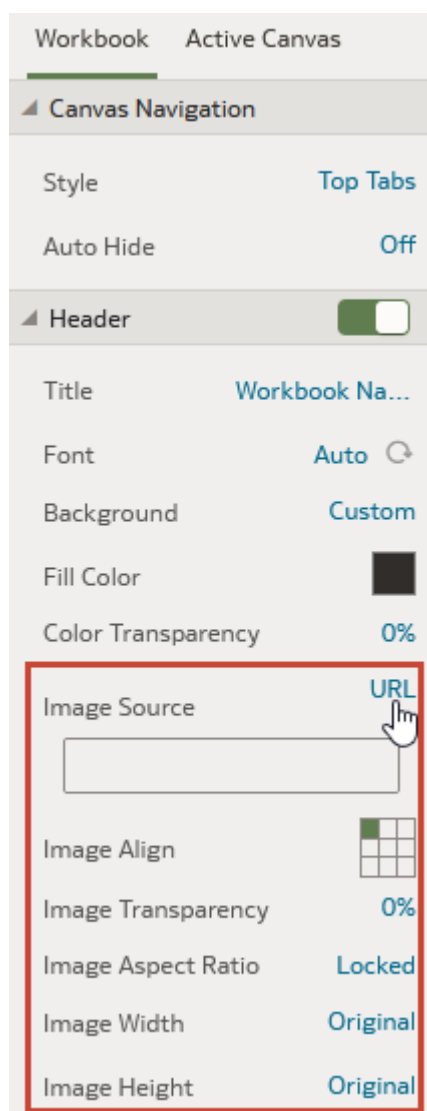 Workbook Active Canvas
Canvas Navigation
Style Top Tabs
Auto Hide Off
Header
Title Workbook Na...
Font Auto
Background Custom
Fill Color
Color Transparency 0%
Image Source URL
Image Align
Image Transparency 0%
Image Aspect Ratio Locked
Image Width Original
Image Height Original